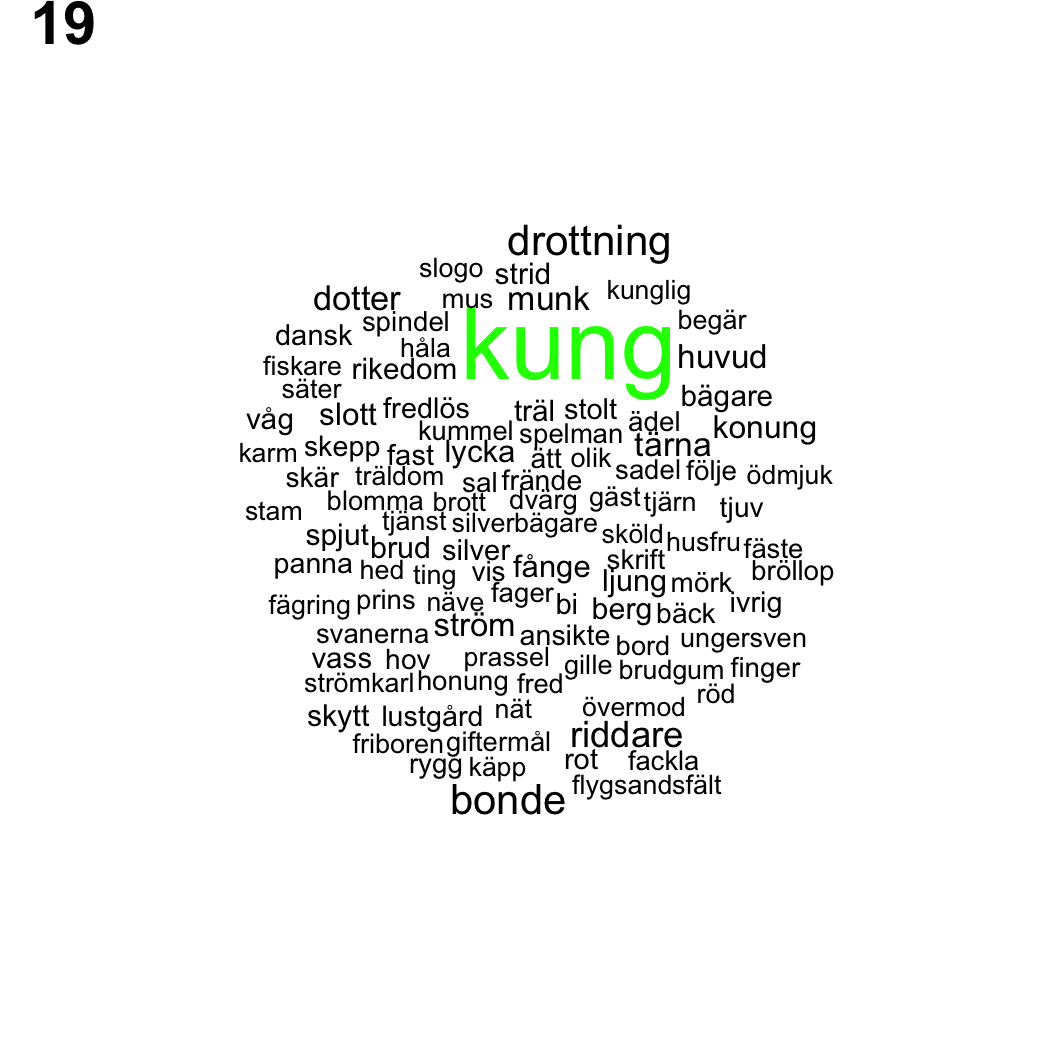 19
drottning
slogo strid
dotter mus munk kunglig
dansk spindel kung begär
håla
fiskare rikedom huvud
säter bägare
våg slott fredlös träl stolt ädel konung
kummel spelman tärna
karm skepp fast lycka ätt olik
skär träldom sal frände sadel följe ödmjuk
stam blomma brott dvärg gäst tjärn tjuv
tjänst silverbägare
spjut brud silver sköld husfru fäste
panna hed ting vis fånge skrift bröllop
ljung mörk
fägring prins näve fager bi berg bäck ivrig
svanerna ström ansikte bord ungersven
vass hov prassel gille brudgum finger
strömkarl honung fred röd
skytt lustgård nät övermod
friboren giftermål riddare
rygg käpp rot fackla
bonde flygsandsfält